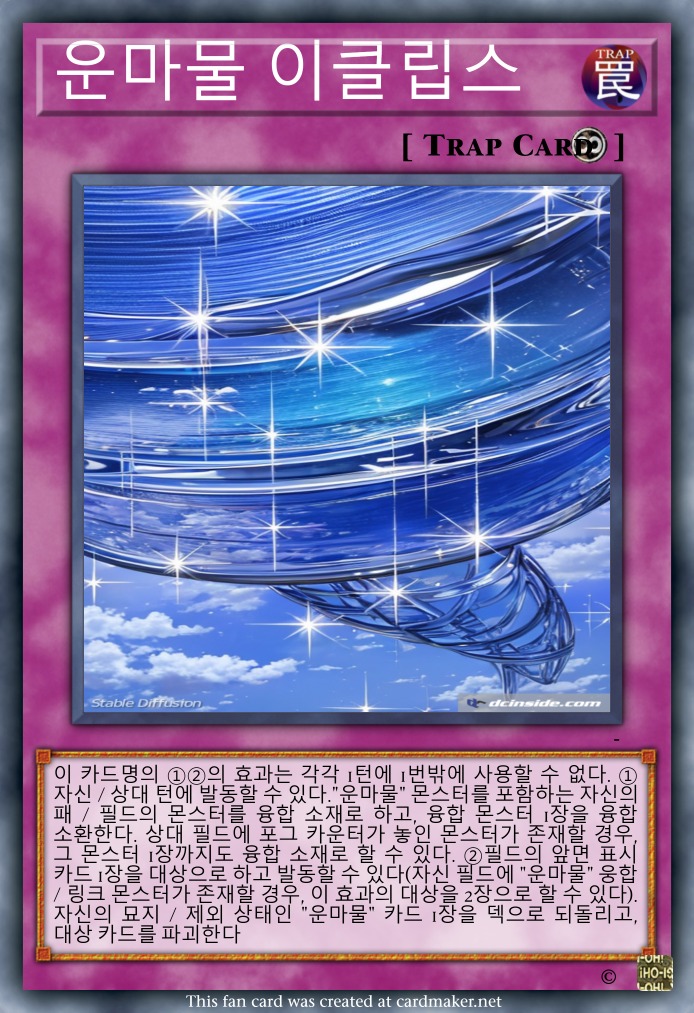 운마물 이클립스
TRAP
罠
[ TRAP CARD ]
Stable Diffusion
dcinside.com
-
이 카드명의 ①②의 효과는 각각 1턴에 1번밖에 사용할 수 없다. ①
자신 / 상대 턴에 발동할 수 있다."운마물" 몬스터를 포함하는 자신의
패 / 필드의 몬스터를 융합 소재로 하고, 융합 몬스터 1장을 융합
소환한다. 상대 필드에 포그 카운터가 놓인 몬스터가 존재할 경우,
그 몬스터 1장까지도 융합 소재로 할 수 있다. ②필드의 앞면 표시
카드 1장을 대상으로 하고 발동할 수 있다(자신 필드에 "운마물" 융합
/ 링크 몬스터가 존재할 경우, 이 효과의 대상을 2장으로 할 수 있다).
자신의 묘지 / 제외 상태인 "운마물" 카드 1장을 덱으로 되돌리고,
대상 카드를 파괴한다
©
This fan card was created at cardmaker.net